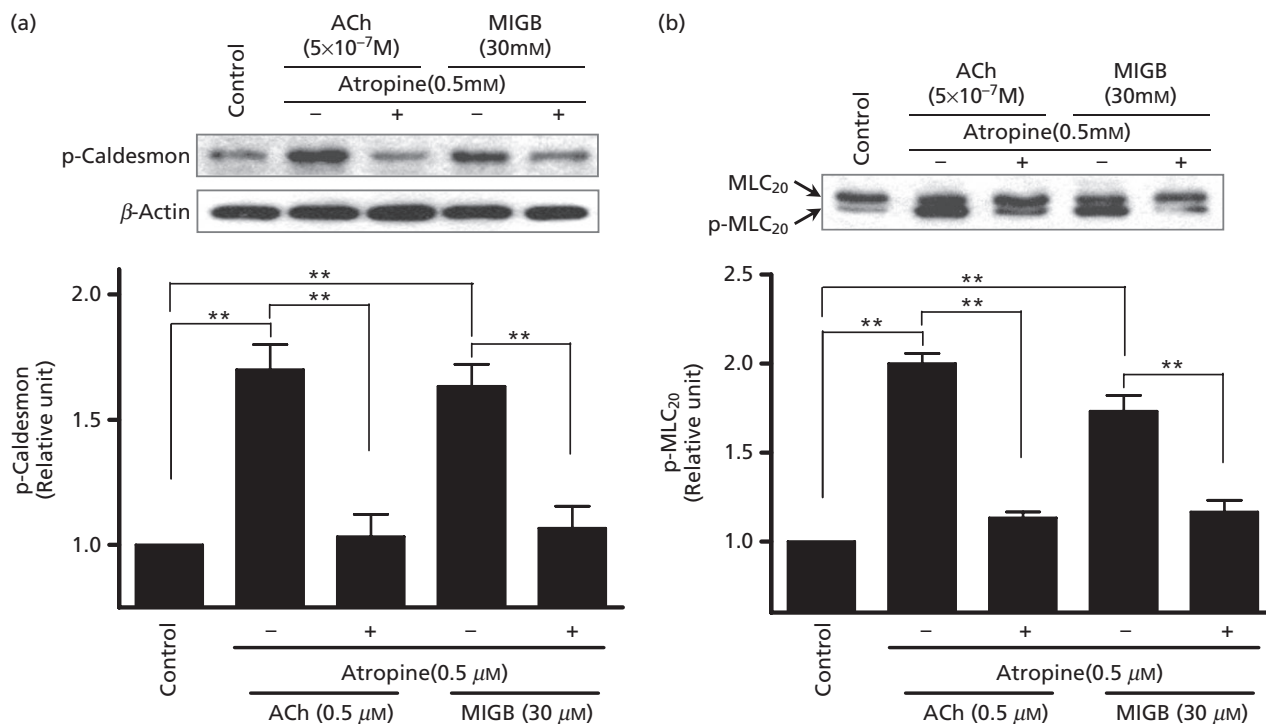 (a)
Control
ACh
(5×10⁻⁷M)
MIGB
(30mM)
Atropine(0.5mM)
− + − +
p-Caldesmon
β-Actin
p-Caldesmon
(Relative unit)
2.0
1.5
1.0
** ** ** **
Control
− + − +
Atropine(0.5 μM)
ACh (0.5 μM) MIGB (30 μM)
(b)
Control
ACh
(5×10⁻⁷M)
MIGB
(30mM)
Atropine(0.5mM)
− + − +
MLC₂₀
p-MLC₂₀
p-MLC₂₀
(Relative unit)
2.5
2.0
1.5
1.0
** ** ** **
Control
− + − +
Atropine(0.5 μM)
ACh (0.5 μM) MIGB (30 μM)